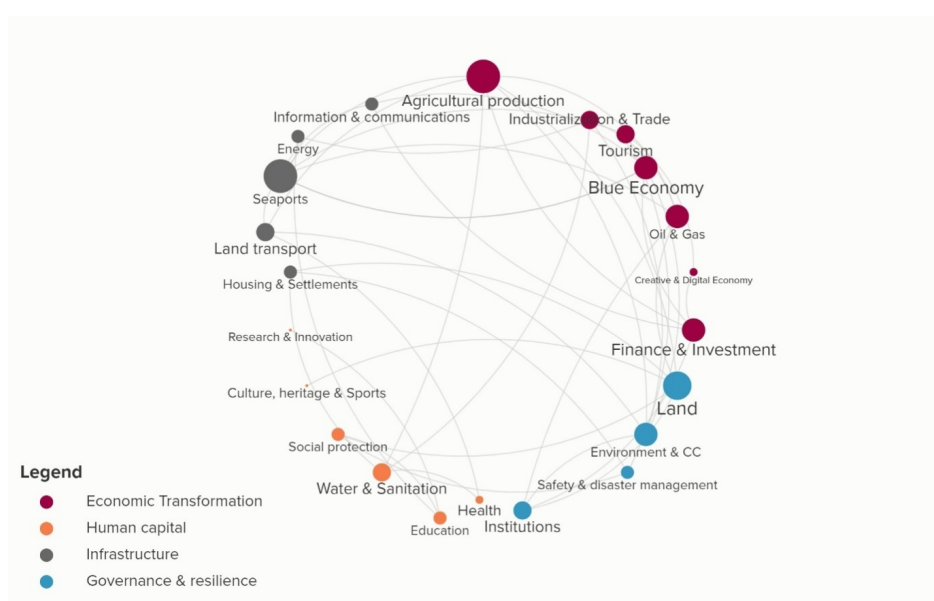 Agricultural production
Information & communications
Industrialization & Trade
Energy
Tourism
Blue Economy
Seaports
Oil & Gas
Land transport
Housing & Settlements
Creative & Digital Economy
Research & Innovation
Finance & Investment
Culture, heritage & Sports
Land
Social protection
Environment & CC
Water & Sanitation
Safety & disaster management
Health
Institutions
Education
Legend
Economic Transformation
Human capital
Infrastructure
Governance & resilience